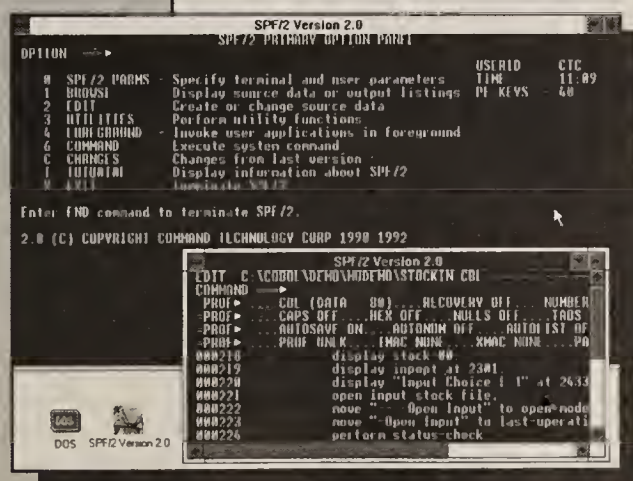 SPF/2 Version 2.0
SPF/2 PRIMARY OPTION PANEL
OPTION
USERID CTC
0 SPF/2 PARMS - Specify terminal and user parameters TIME 11:09
1 BROWSE - Display source data or output listings PF KEYS 40
2 EDIT - Create or change source data
3 UTILITIES - Perform utility functions
4 FOREGROUND - Invoke user applications in foreground
6 COMMAND - Execute system command
C CHANGES - Changes from last version
T TUTORIAL - Display information about SPF/2
X EXIT - Terminate SPF/2
Enter END command to terminate SPF/2.
2.0 (C) COPYRIGHT COMMAND TECHNOLOGY CORP 1990 1992
SPF/2 Version 2.0
EDIT C:\COBOL\DEMO\MODEMO\STOCKIN CBL
COMMAND
-PROF► ....COL (DATA 80)....RECOVERY OFF....NUMBER
-PROF► ....CAPS OFF....HEX OFF....NULLS OFF....TABS
-PROF► ....AUTOSAVE ON....AUTONUM OFF....AUTOLIST OF
-PROF► ....PROF UNLK....IMAC NONE....XMAC NONE....PA
000218 display stock-00.
000219 display inpopt at 2301.
000220 display "Input Choice [ ]" at 2433
000221 open input stock file.
000222 move "-- Open Input" to open-mode
000223 move "-Open Input" to last-operati
000224 perform status-check
DOS
DOS SPF/2 Version 2.0